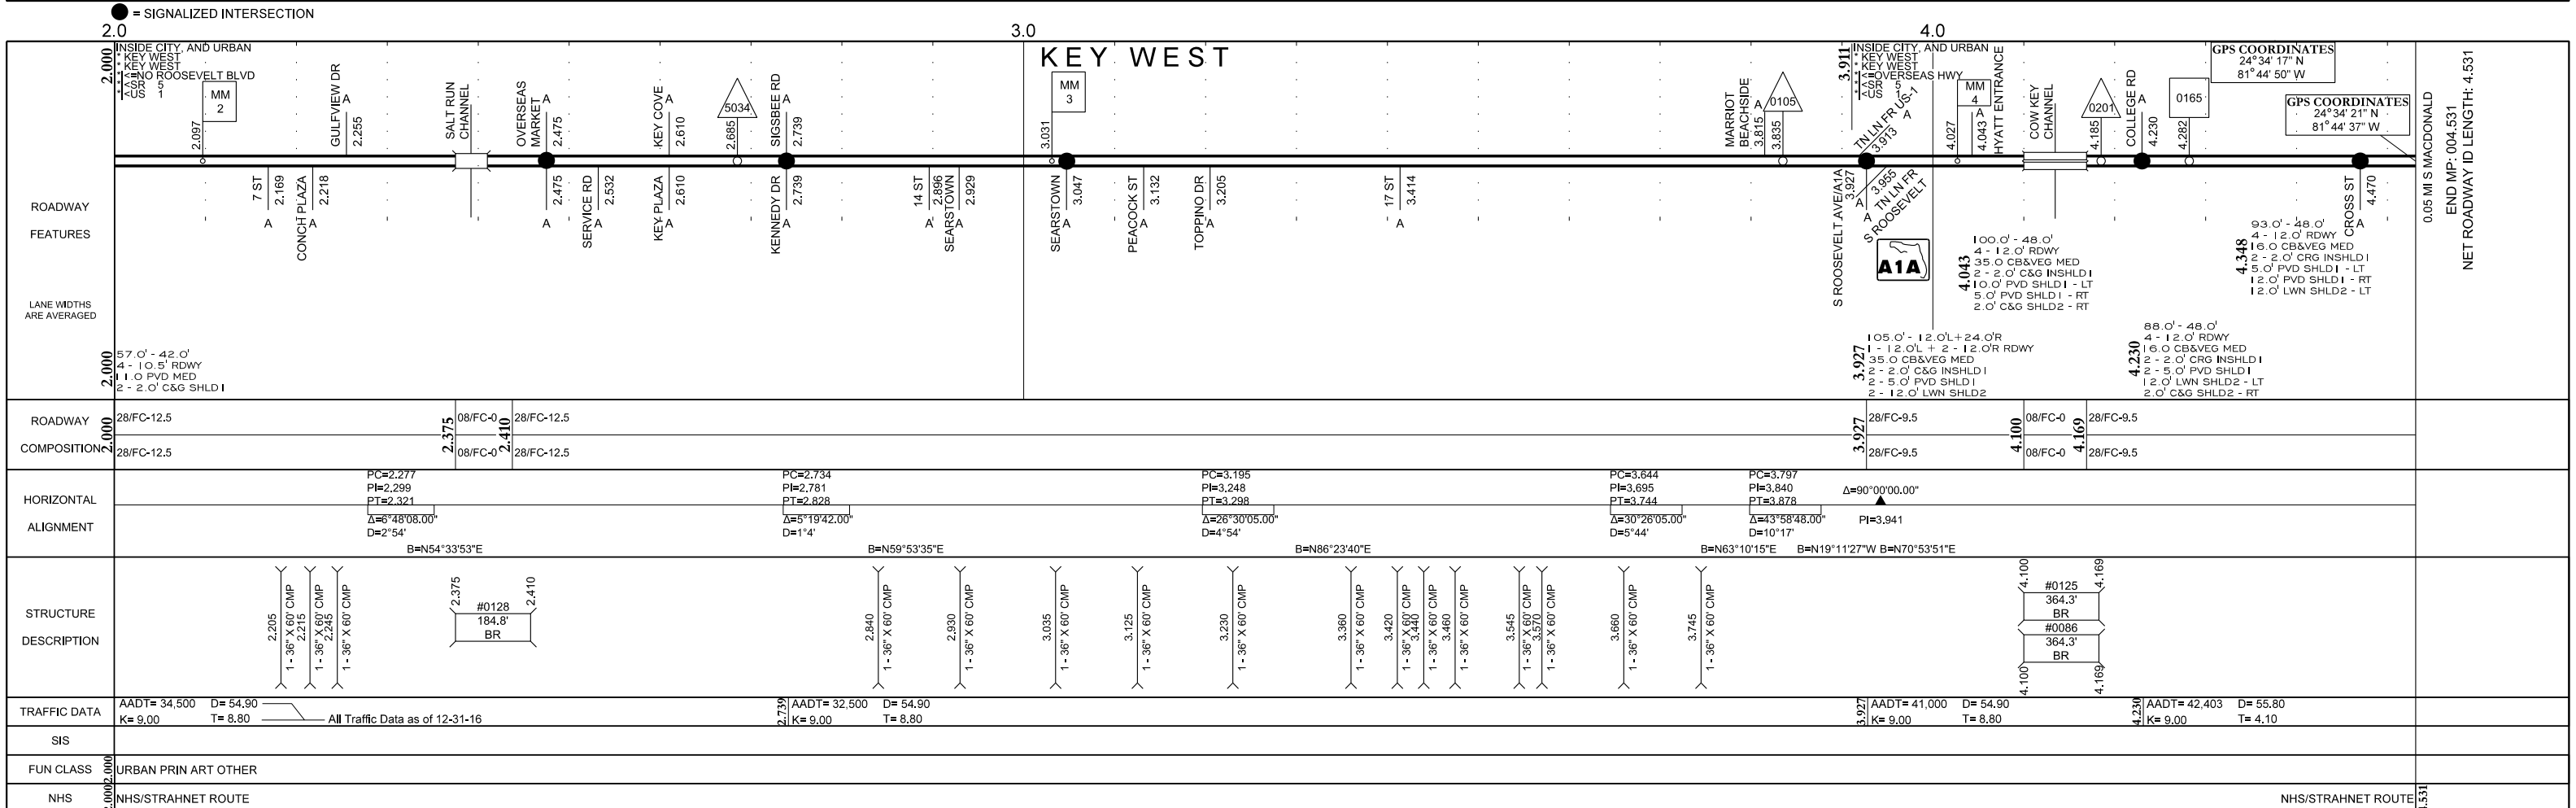 = SIGNALIZED INTERSECTION
2.0
3.0
4.0
2.000
INSIDE CITY, AND URBAN
* KEY WEST
* KEY WEST
* <=NO ROOSEVELT BLVD
* <SR 5
* <US 1
KEY WEST
3.911
INSIDE CITY, AND URBAN
* KEY WEST
* KEY WEST
* <=OVERSEAS HWY
* <SR 5
* <US 1
GPS COORDINATES
24°34' 17" N
81°44' 50" W
GPS COORDINATES
24°34' 21" N
81°44' 37" W
MM
2
2.097
GULFVIEW DR
A
2.255
SALT RUN
CHANNEL
OVERSEAS
MARKET
A
2.475
KEY COVE
A
2.610
5034
2.685
SIGSBEE RD
A
2.739
MM
3
3.031
MARRIOT
BEACHSIDE
A
3.815
0105
3.835
TN LN FR US-1
3.913
A
MM
4
4.027
A
4.043
HYATT ENTRANCE
COW KEY
CHANNEL
0201
4.185
COLLEGE RD
A
4.230
0165
4.282
0.05 MI S MACDONALD
END MP: 004.531
NET ROADWAY ID LENGTH: 4.531
ROADWAY
FEATURES
7 ST
2.169
A
CONCH PLAZA
2.218
A
2.475
A
SERVICE RD
2.532
A
KEY PLAZA
2.610
A
KENNEDY DR
2.739
A
14 ST
2.896
A
SEARSTOWN
2.929
A
SEARSTOWN
3.047
A
PEACOCK ST
3.132
A
TOPPINO DR
3.205
A
17 ST
3.414
A
S ROOSEVELT AVE/A1A
3.927
A
3.955
TN LN FR
S ROOSEVELT
A
A1A
CROSS ST
4.470
A
LANE WIDTHS
ARE AVERAGED
2.000
57.0' - 42.0'
4 - 10.5' RDWY
11.0 PVD MED
2 - 2.0' C&G SHLD1
3.927
105.0' - 12.0'L+24.0'R
1 - 12.0'L + 2 - 12.0'R RDWY
35.0 CB&VEG MED
2 - 2.0' C&G INSHLD1
2 - 5.0' PVD SHLD1
2 - 12.0' LWN SHLD2
4.043
100.0' - 48.0'
4 - 12.0' RDWY
35.0 CB&VEG MED
2 - 2.0' C&G INSHLD1
10.0' PVD SHLD1 - LT
5.0' PVD SHLD1 - RT
2.0' C&G SHLD2 - RT
4.230
88.0' - 48.0'
4 - 12.0' RDWY
16.0 CB&VEG MED
2 - 2.0' CRG INSHLD1
2 - 5.0' PVD SHLD1
12.0' LWN SHLD2 - LT
2.0' C&G SHLD2 - RT
4.348
93.0' - 48.0'
4 - 12.0' RDWY
16.0 CB&VEG MED
2 - 2.0' CRG INSHLD1
5.0' PVD SHLD1 - LT
12.0' PVD SHLD1 - RT
12.0' LWN SHLD2 - LT
ROADWAY
COMPOSITION
2.000
28/FC-12.5
28/FC-12.5
2.375
08/FC-0
08/FC-0
2.410
28/FC-12.5
28/FC-12.5
3.927
28/FC-9.5
28/FC-9.5
4.100
08/FC-0
08/FC-0
4.169
28/FC-9.5
28/FC-9.5
HORIZONTAL
ALIGNMENT
PC=2.277
PI=2.299
PT=2.321
Δ=6°48'08.00"
D=2°54'
B=N54°33'53"E
PC=2.734
PI=2.781
PT=2.828
Δ=5°19'42.00"
D=1°4'
B=N59°53'35"E
PC=3.195
PI=3.248
PT=3.298
Δ=26°30'05.00"
D=4°54'
B=N86°23'40"E
PC=3.644
PI=3.695
PT=3.744
Δ=30°26'05.00"
D=5°44'
B=N63°10'15"E
PC=3.797
PI=3.840
PT=3.878
Δ=43°58'48.00"
D=10°17'
B=N19°11'27"W
Δ=90°00'00.00"
PI=3.941
B=N70°53'51"E
STRUCTURE
DESCRIPTION
2.205
1 - 36" X 60' CMP
2.215
1 - 36" X 60' CMP
2.245
1 - 36" X 60' CMP
2.375
2.410
#0128
184.8'
BR
2.840
1 - 36" X 60' CMP
2.930
1 - 36" X 60' CMP
3.035
1 - 36" X 60' CMP
3.125
1 - 36" X 60' CMP
3.230
1 - 36" X 60' CMP
3.360
1 - 36" X 60' CMP
3.420
1 - 36" X 60' CMP
3.440
1 - 36" X 60' CMP
3.460
1 - 36" X 60' CMP
3.545
1 - 36" X 60' CMP
3.570
1 - 36" X 60' CMP
3.660
1 - 36" X 60' CMP
3.745
1 - 36" X 60' CMP
4.100
4.169
#0125
364.3'
BR
#0086
364.3'
BR
4.100
4.169
TRAFFIC DATA
AADT= 34,500 D= 54.90
K= 9.00 T= 8.80
All Traffic Data as of 12-31-16
2.739
AADT= 32,500 D= 54.90
K= 9.00 T= 8.80
3.927
AADT= 41,000 D= 54.90
K= 9.00 T= 8.80
4.230
AADT= 42,403 D= 55.80
K= 9.00 T= 4.10
SIS
FUN CLASS
2.000
URBAN PRIN ART OTHER
NHS
2.000
NHS/STRAHNET ROUTE
NHS/STRAHNET ROUTE
4.531